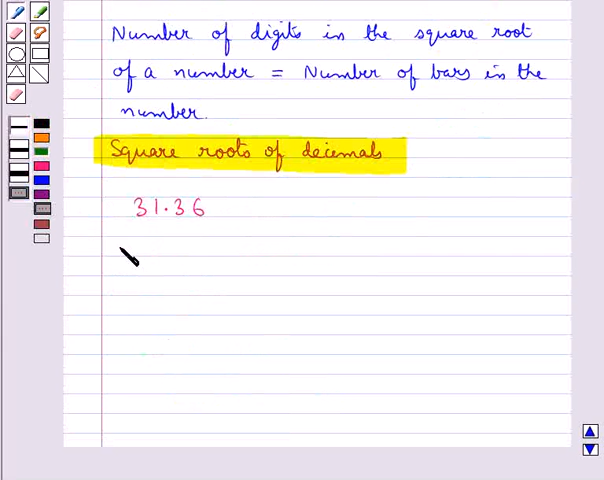 Number of digits in the square root
of a number = Number of bars in the
number.
Square roots of decimals
31.36